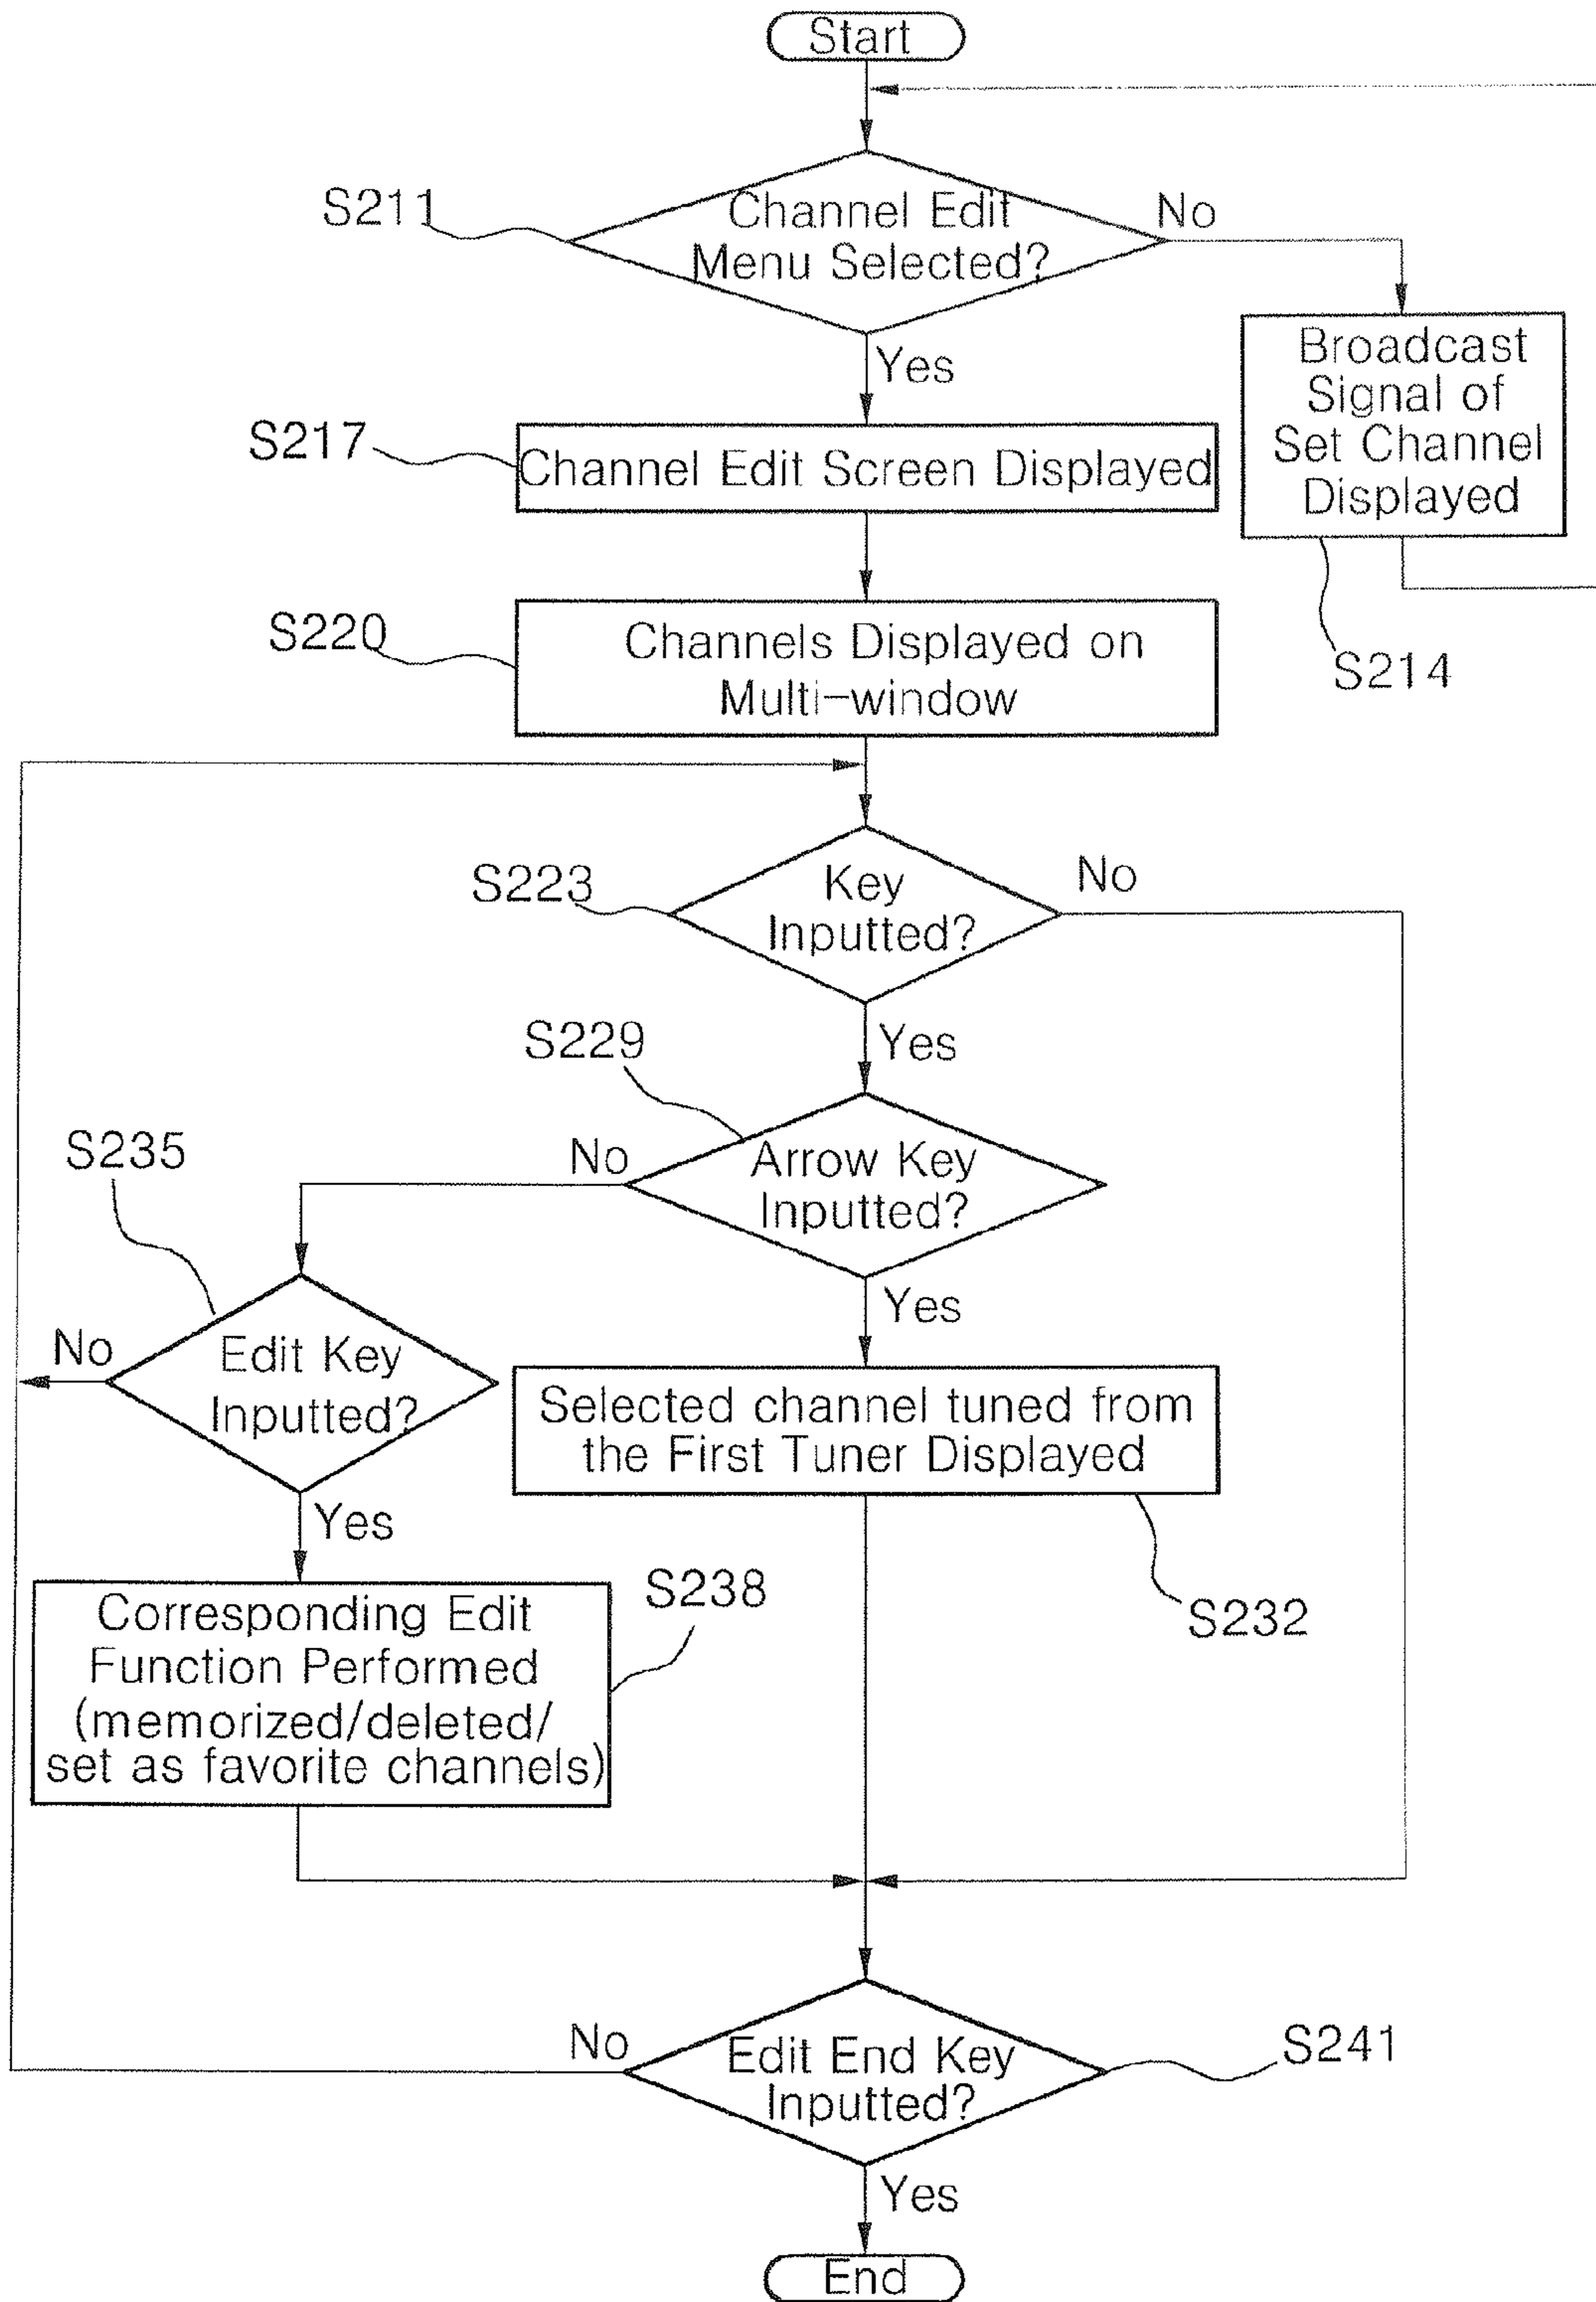 Start
S211
Channel Edit
Menu Selected?
No
Yes
Broadcast
Signal of
Set Channel
Displayed
S214
S217
Channel Edit Screen Displayed
S220
Channels Displayed on
Multi-window
S223
Key
Inputted?
No
Yes
S229
Arrow Key
Inputted?
No
Yes
S235
Edit Key
Inputted?
No
Yes
Selected channel tuned from
the First Tuner Displayed
S232
Corresponding Edit
Function Performed
(memorized/deleted/
set as favorite channels)
S238
Edit End Key
Inputted?
No
S241
Yes
End